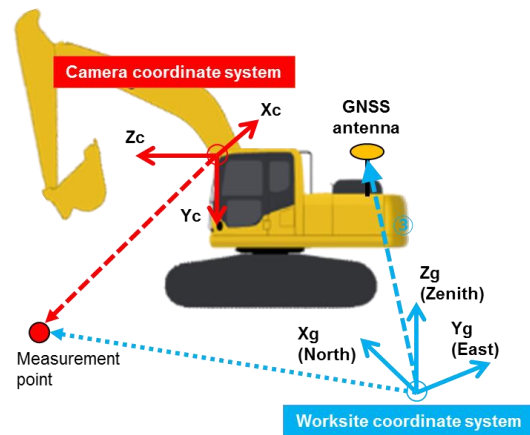 Camera coordinate system
Xc
GNSS
antenna
Zc
Yc
③
Zg
(Zenith)
Xg
(North)
Yg
(East)
Measurement
point
Worksite coordinate system